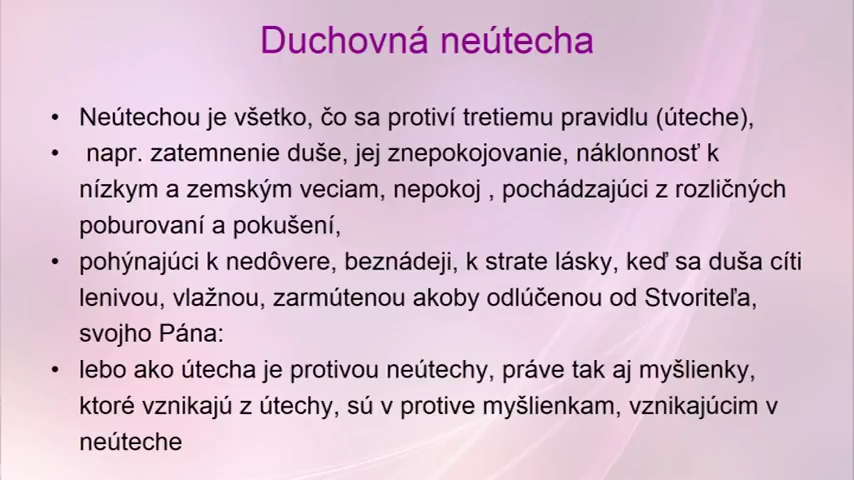 Duchovná neútecha
• Neútechou je všetko, čo sa protiví tretiemu pravidlu (úteche),
• napr. zatemnenie duše, jej znepokojovanie, náklonnosť k
nízkym a zemským veciam, nepokoj , pochádzajúci z rozličných
poburovaní a pokušení,
• pohýnajúci k nedôvere, beznádeji, k strate lásky, keď sa duša cíti
lenivou, vlažnou, zarmútenou akoby odlúčenou od Stvoriteľa,
svojho Pána:
• lebo ako útecha je protivou neútechy, práve tak aj myšlienky,
ktoré vznikajú z útechy, sú v protive myšlienkam, vznikajúcim v
neúteche